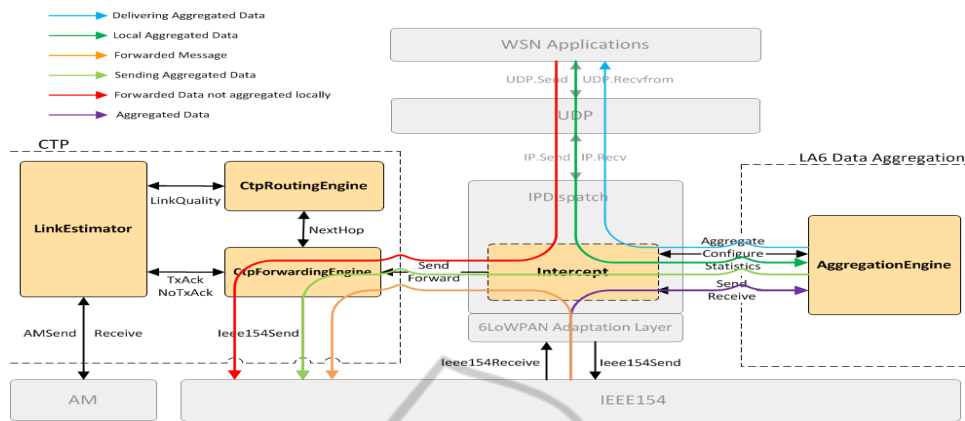 Delivering Aggregated Data
Local Aggregated Data
Forwarded Message
Sending Aggregated Data
Forwarded Data not aggregated locally
Aggregated Data
WSN Applications
UDP.Send UDP.Recvfrom
UDP
IP.Send IP.Recv
CTP
LA6 Data Aggregation
CtpRoutingEngine
LinkQuality
LinkEstimator
NextHop
IPDispatch
CtpForwardingEngine
TxAck
NoTxAck
Send
Forward
Intercept
Aggregate
Configure
Statistics
AggregationEngine
Send
Receive
AMSend Receive
Ieee154Send
6LoWPAN Adaptation Layer
Ieee154Receive Ieee154Send
AM
IEEE154